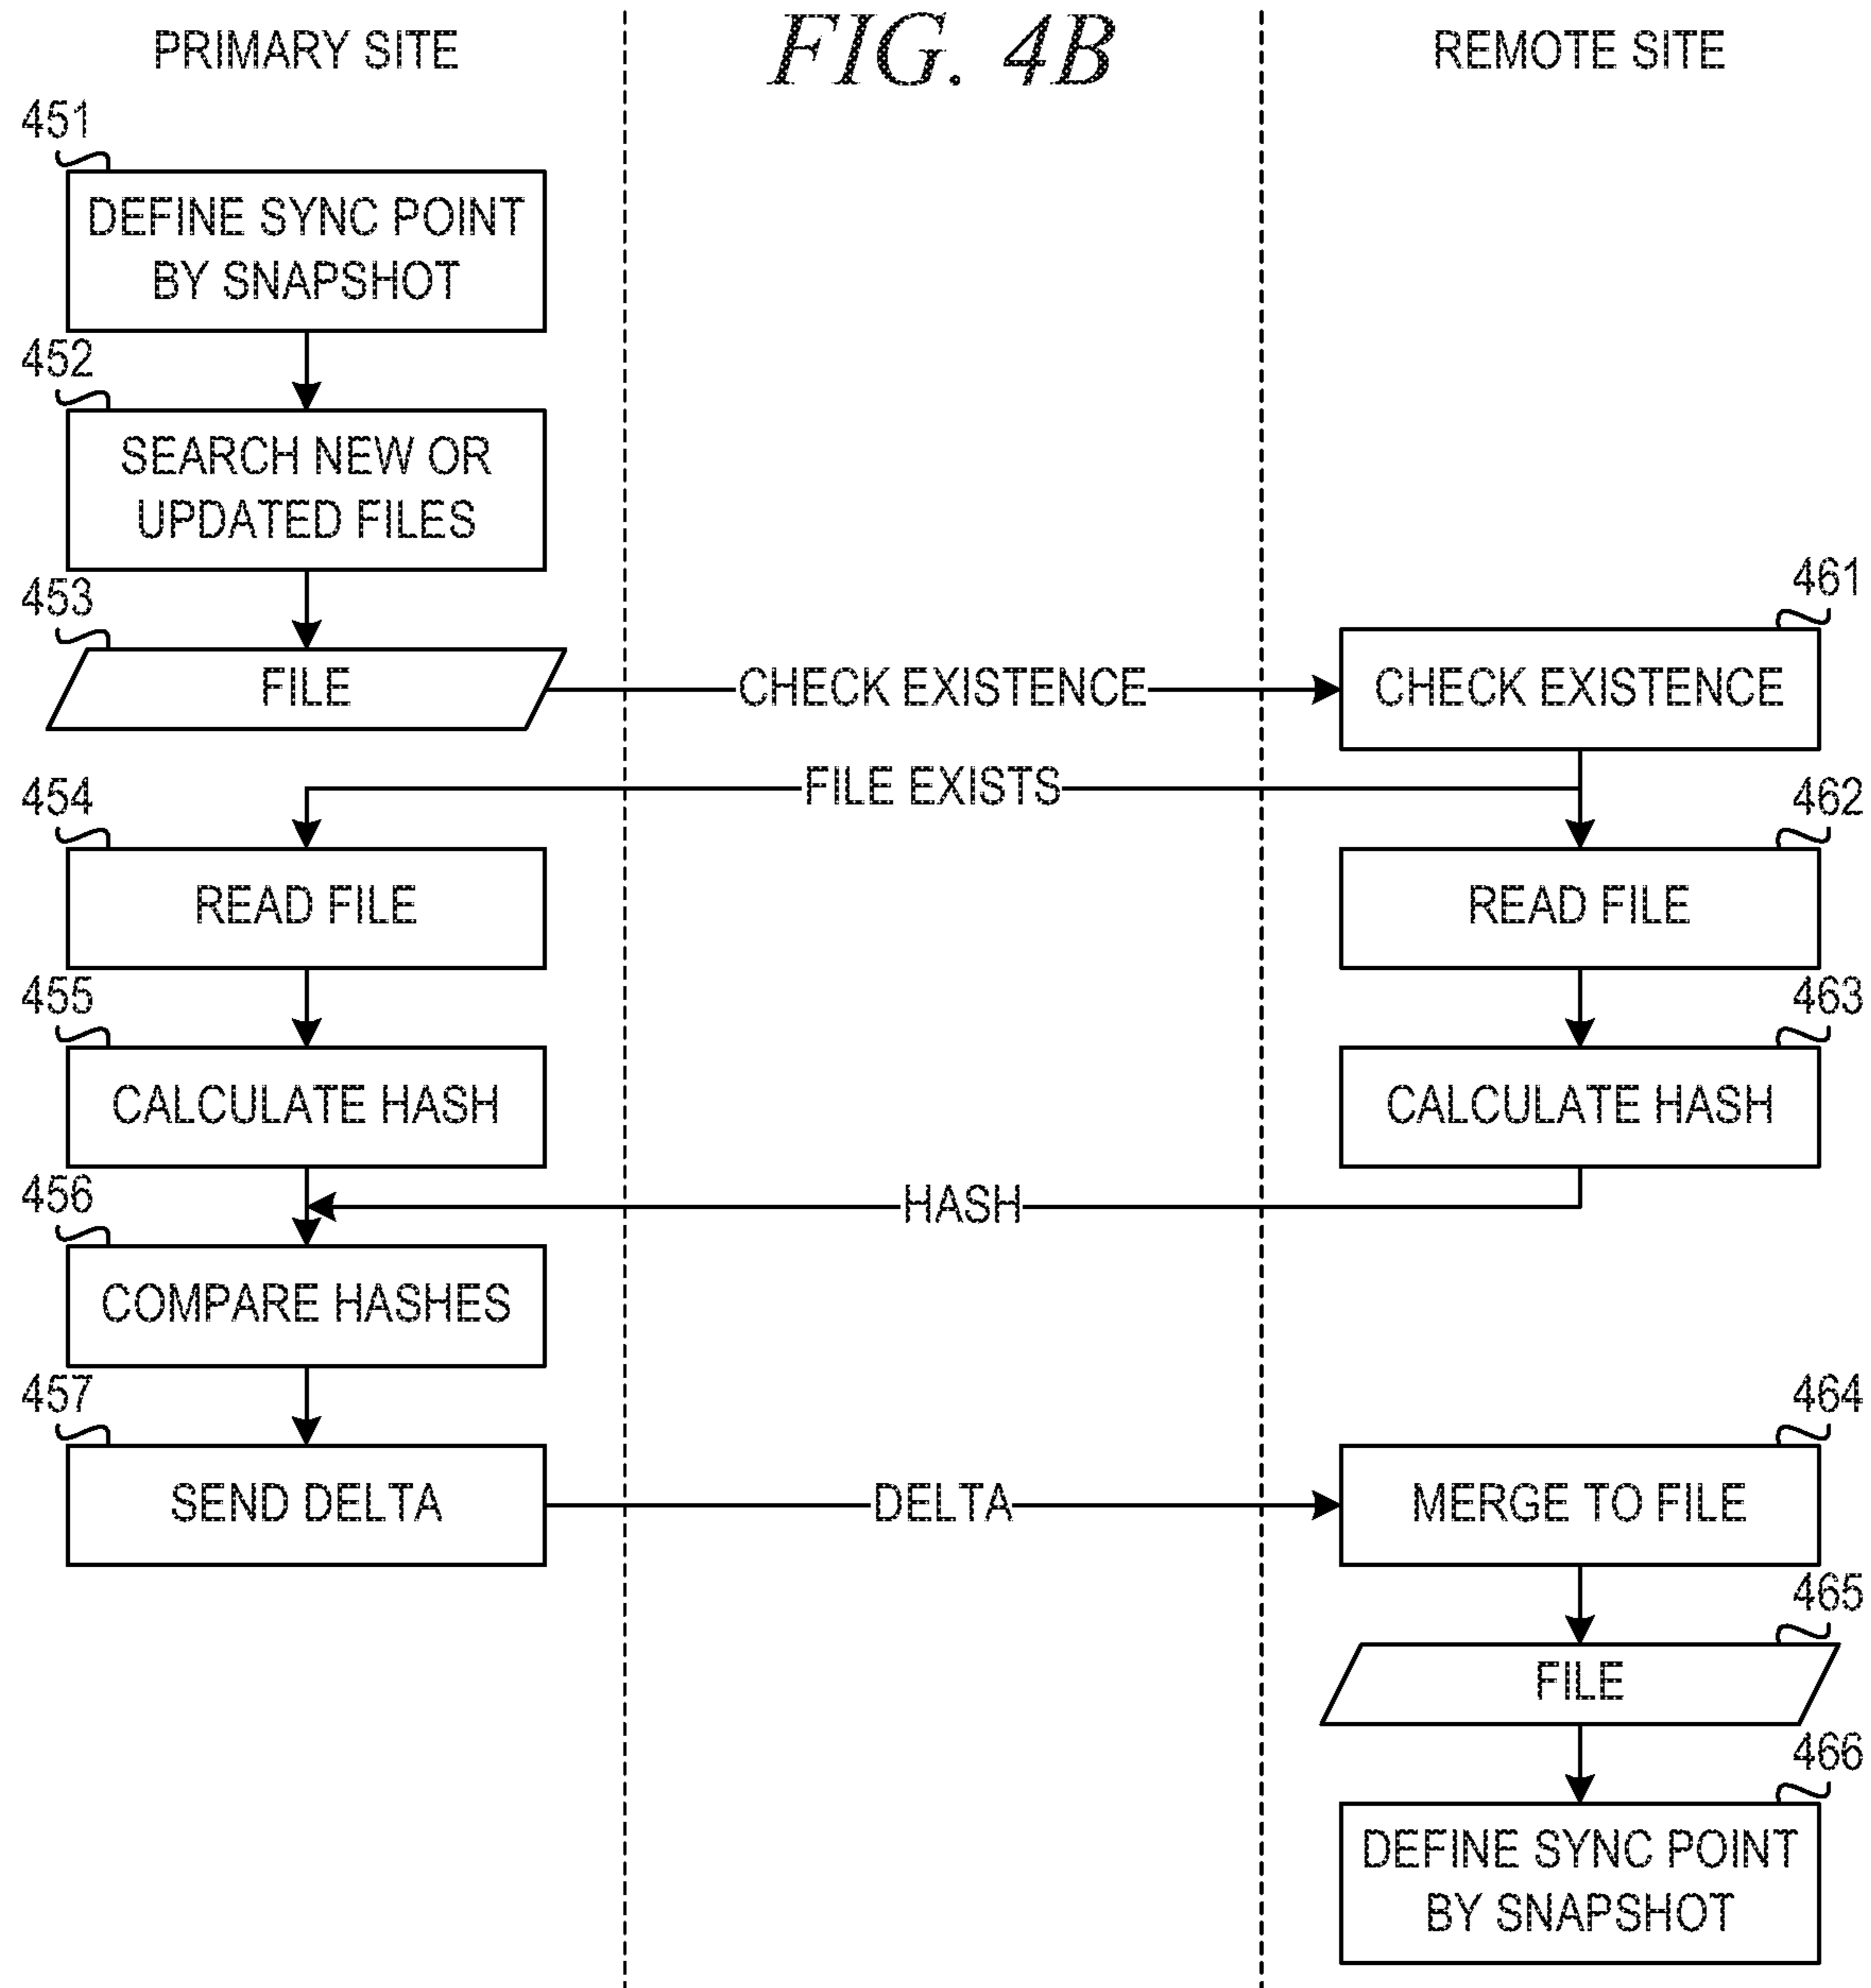 PRIMARY SITE
FIG. 4B
REMOTE SITE
451
DEFINE SYNC POINT
BY SNAPSHOT
452
SEARCH NEW OR
UPDATED FILES
453
FILE
CHECK EXISTENCE
461
CHECK EXISTENCE
FILE EXISTS
454
READ FILE
462
READ FILE
455
CALCULATE HASH
463
CALCULATE HASH
HASH
456
COMPARE HASHES
457
SEND DELTA
DELTA
464
MERGE TO FILE
465
FILE
466
DEFINE SYNC POINT
BY SNAPSHOT